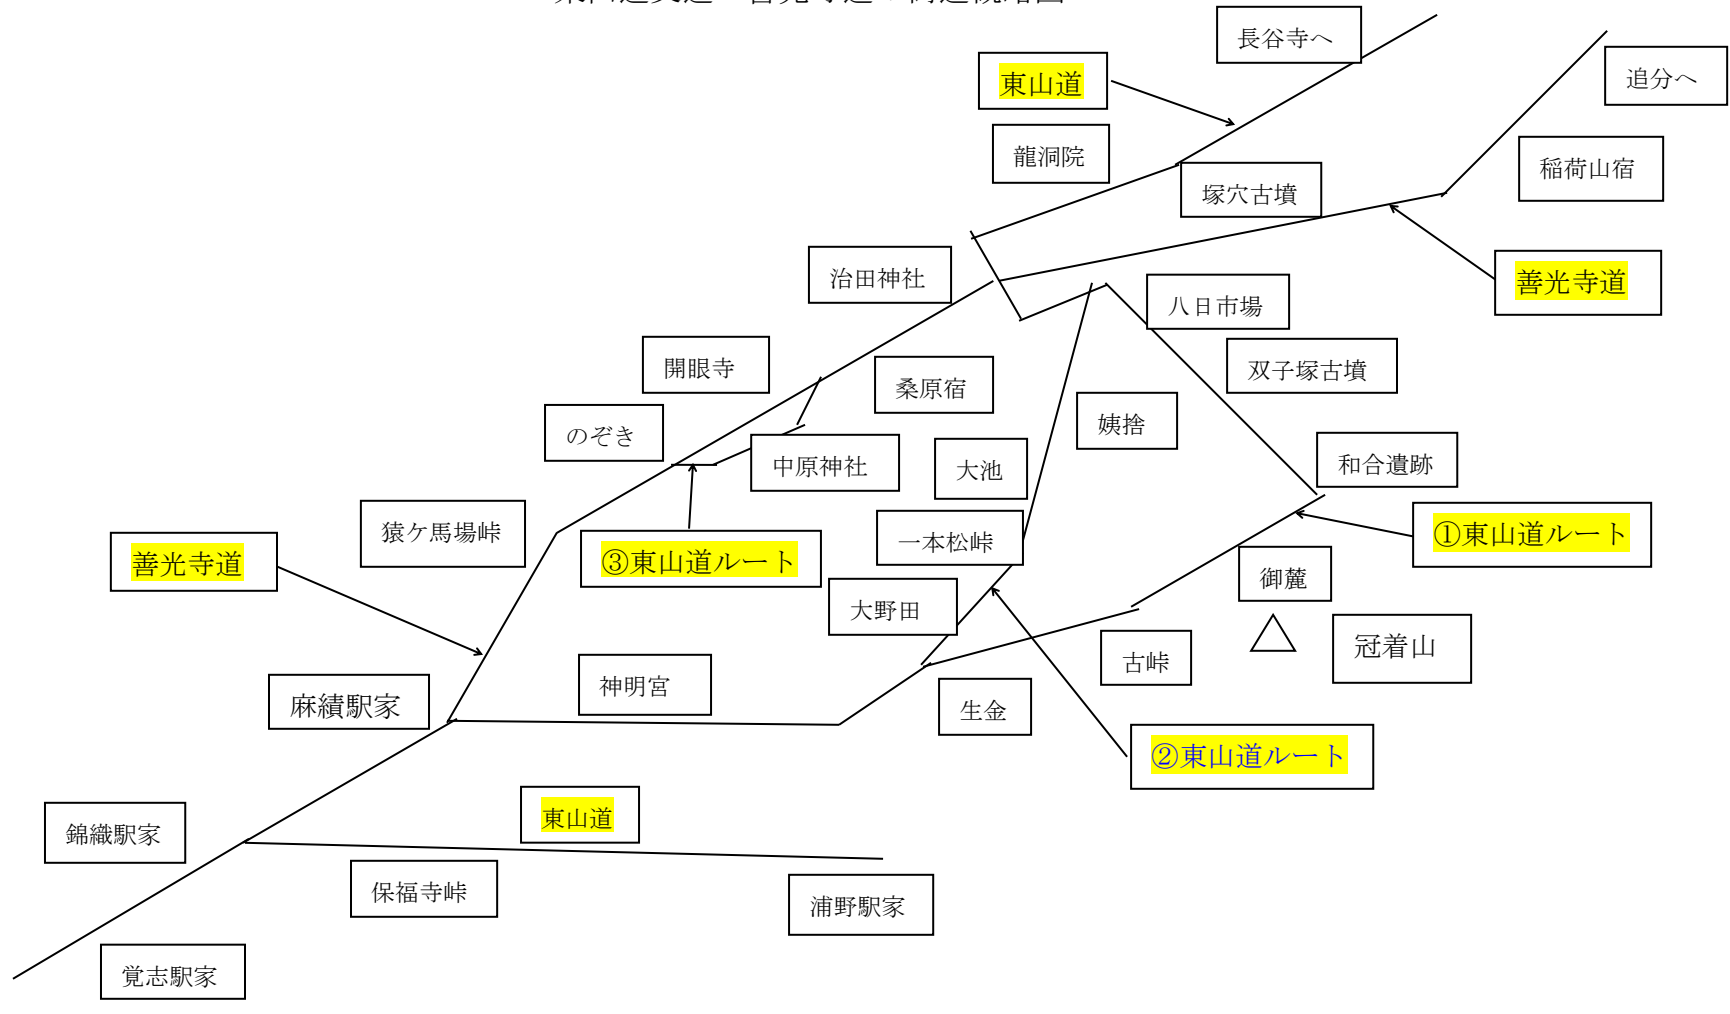 長谷寺へ
東山道
追分へ
龍洞院
稲荷山宿
塚穴古墳
治田神社
善光寺道
八日市場
開眼寺
桑原宿
双子塚古墳
のぞき
姨捨
中原神社
大池
和合遺跡
猿ケ馬場峠
一本松峠
①東山道ルート
善光寺道
③東山道ルート
御麓
大野田
冠着山
古峠
神明宮
麻績駅家
生金
②東山道ルート
東山道
錦織駅家
保福寺峠
浦野駅家
覚志駅家